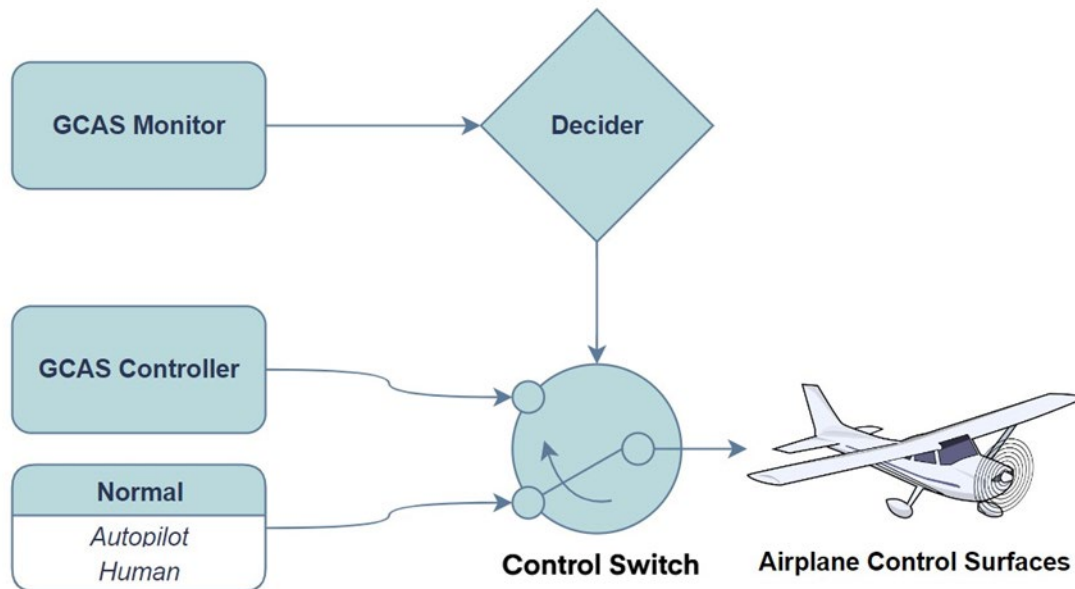 GCAS Monitor
Decider
GCAS Controller
Normal
Autopilot
Human
Control Switch
Airplane Control Surfaces